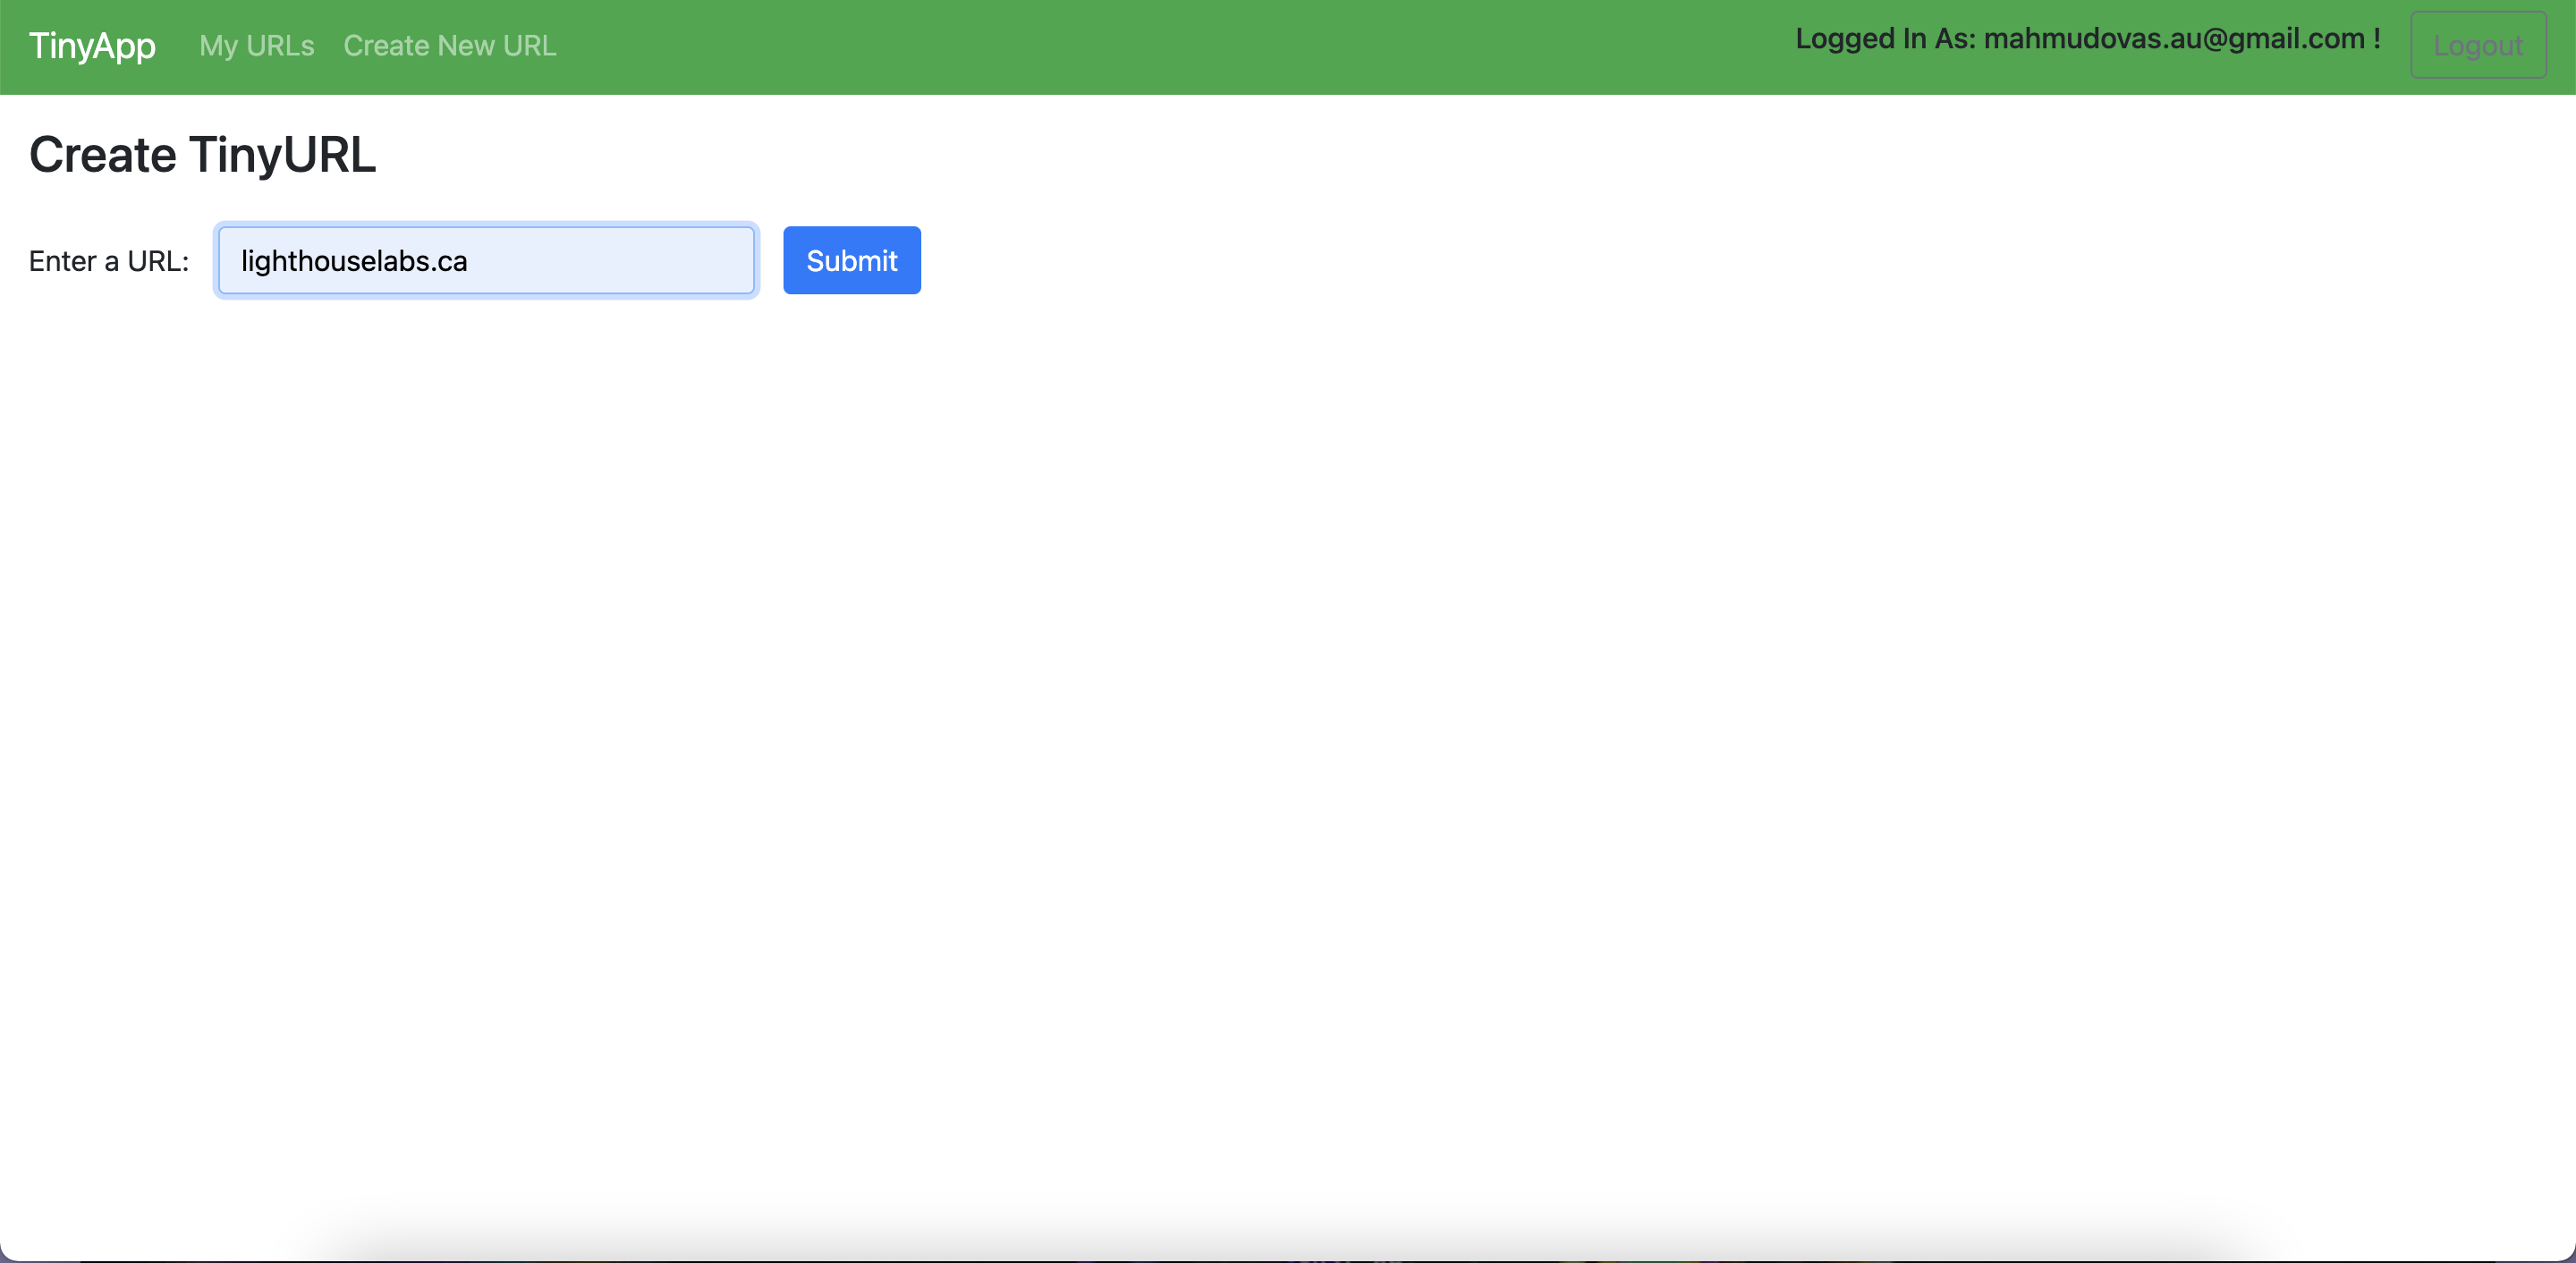 TinyApp My URLs Create New URL Logged In As: mahmudovas.au@gmail.com ! Logout
Create TinyURL
Enter a URL: lighthouselabs.ca Submit